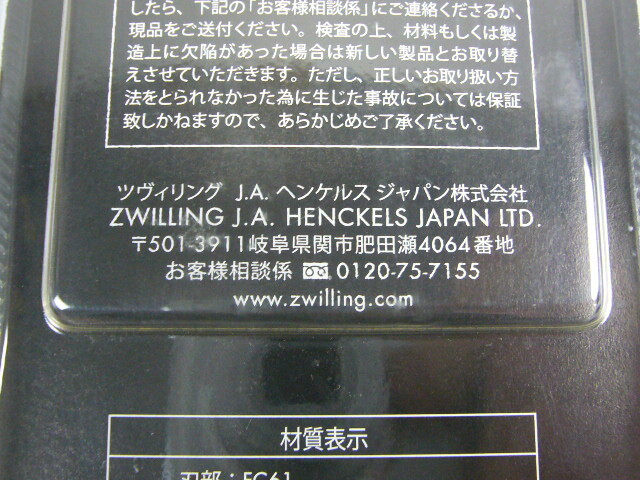 したら、下記の「お客様相談係」にご連絡くださるか、
現品をご送付ください。検査の上、材料もしくは製
造上に欠陥があった場合は新しい製品とお取り替
えさせていただきます。ただし、正しいお取り扱い方
法をとられなかった為に生じた事故については保証
致しかねますので、あらかじめご了承ください。
ツヴィリング J.A. ヘンケルス ジャパン株式会社
ZWILLING J.A. HENCKELS JAPAN LTD.
〒501-3911岐阜県関市肥田瀬4064番地
お客様相談係 0120-75-7155
www.zwilling.com
材質表示
刃部：FC61